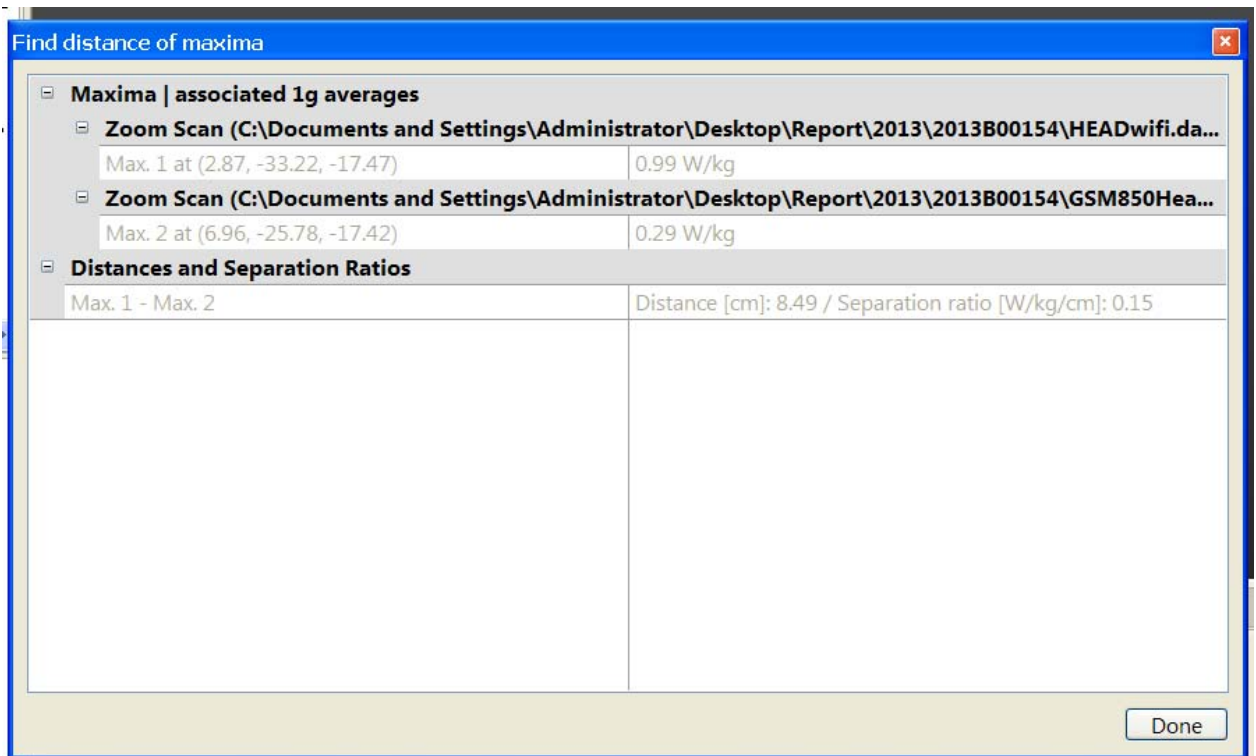 Find distance of maxima
Maxima | associated 1g averages
Zoom Scan (C:\Documents and Settings\Administrator\Desktop\Report\2013\2013B00154\HEADwifi.da...
Max. 1 at (2.87, -33.22, -17.47) 0.99 W/kg
Zoom Scan (C:\Documents and Settings\Administrator\Desktop\Report\2013\2013B00154\GSM850Hea...
Max. 2 at (6.96, -25.78, -17.42) 0.29 W/kg
Distances and Separation Ratios
Max. 1 - Max. 2 Distance [cm]: 8.49 / Separation ratio [W/kg/cm]: 0.15
Done